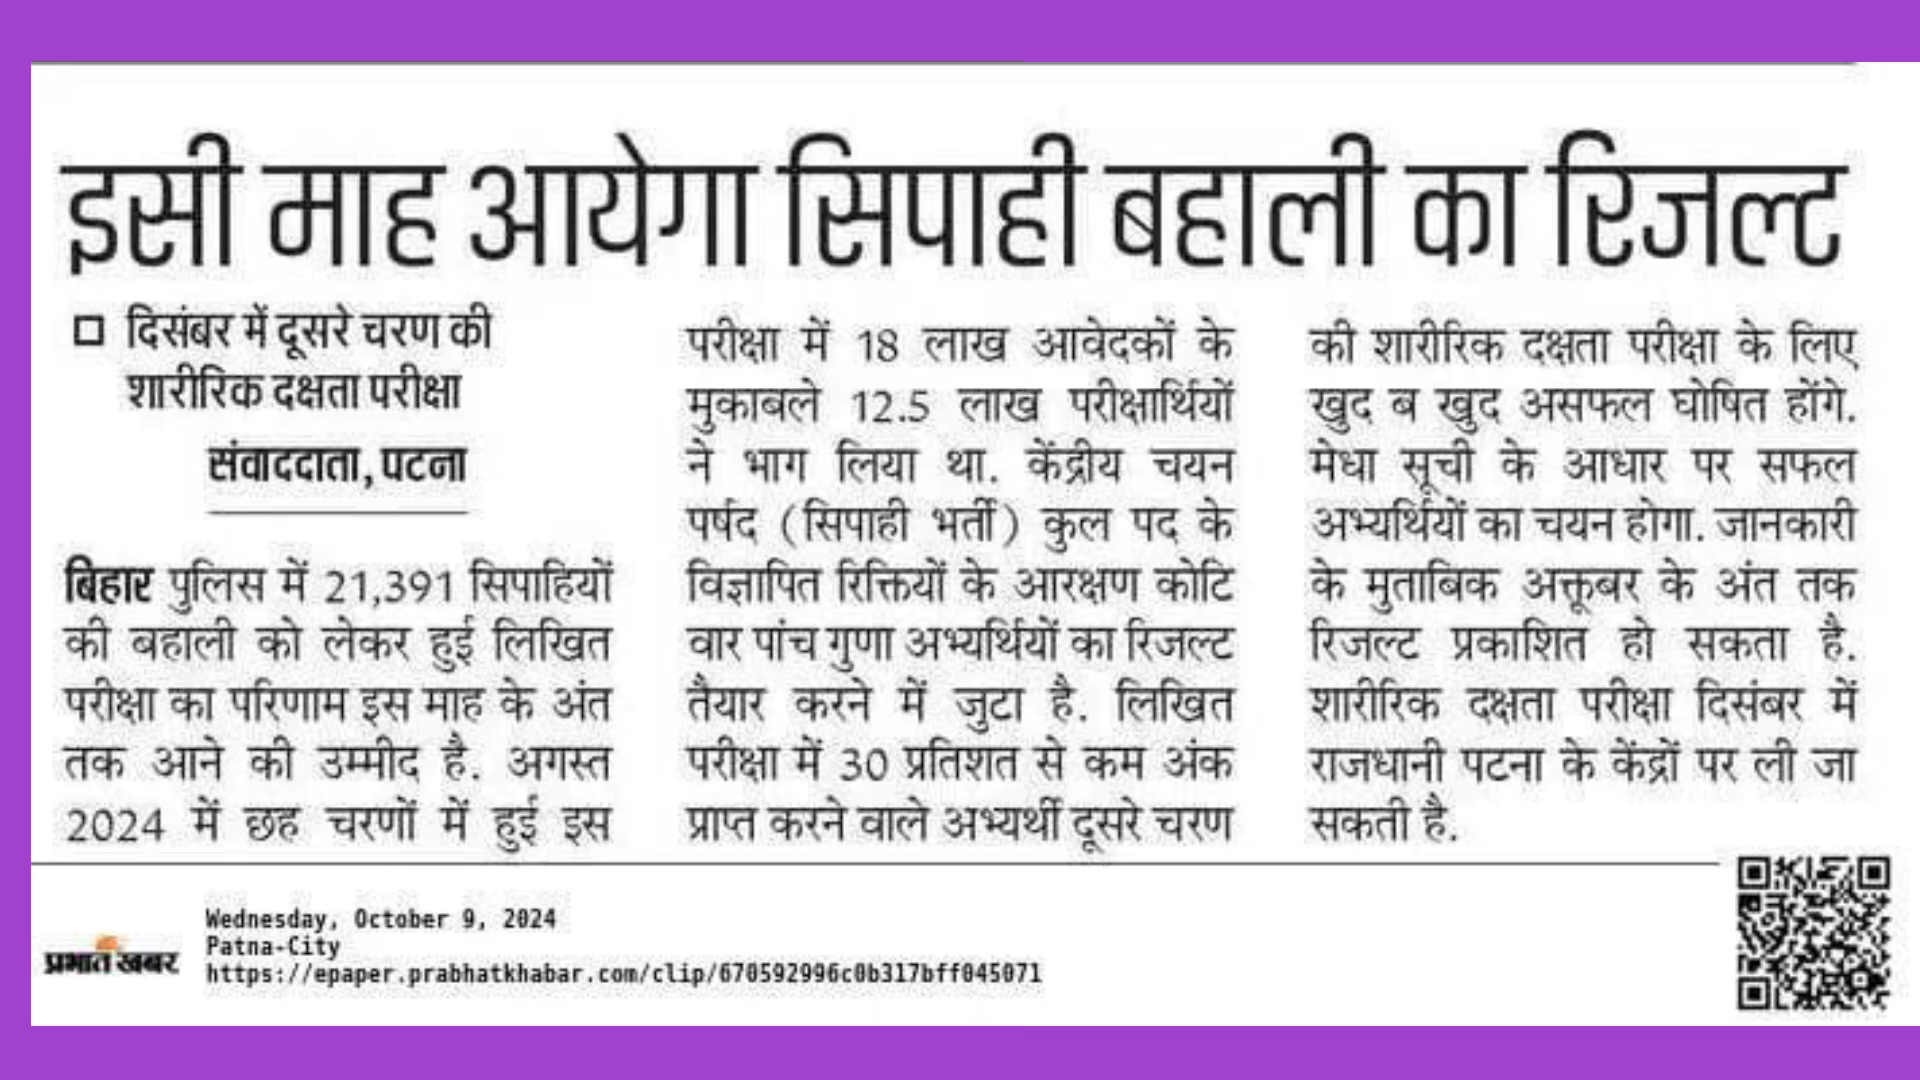 इसी माह आयेगा सिपाही बहाली का रिजल्ट
□ दिसंबर में दूसरे चरण की
शारीरिक दक्षता परीक्षा
संवाददाता, पटना
बिहार पुलिस में 21,391 सिपाहियों
की बहाली को लेकर हुई लिखित
परीक्षा का परिणाम इस माह के अंत
तक आने की उम्मीद है. अगस्त
2024 में छह चरणों में हुई इस
परीक्षा में 18 लाख आवेदकों के
मुकाबले 12.5 लाख परीक्षार्थियों
ने भाग लिया था. केंद्रीय चयन
पर्षद (सिपाही भर्ती) कुल पद के
विज्ञापित रिक्तियों के आरक्षण कोटि
वार पांच गुणा अभ्यर्थियों का रिजल्ट
तैयार करने में जुटा है. लिखित
परीक्षा में 30 प्रतिशत से कम अंक
प्राप्त करने वाले अभ्यर्थी दूसरे चरण
की शारीरिक दक्षता परीक्षा के लिए
खुद ब खुद असफल घोषित होंगे.
मेधा सूची के आधार पर सफल
अभ्यर्थियों का चयन होगा. जानकारी
के मुताबिक अक्तूबर के अंत तक
रिजल्ट प्रकाशित हो सकता है.
शारीरिक दक्षता परीक्षा दिसंबर में
राजधानी पटना के केंद्रों पर ली जा
सकती है.
प्रभात खबर
Wednesday, October 9, 2024
Patna-City
https://epaper.prabhatkhabar.com/clip/670592996c0b317bff045071